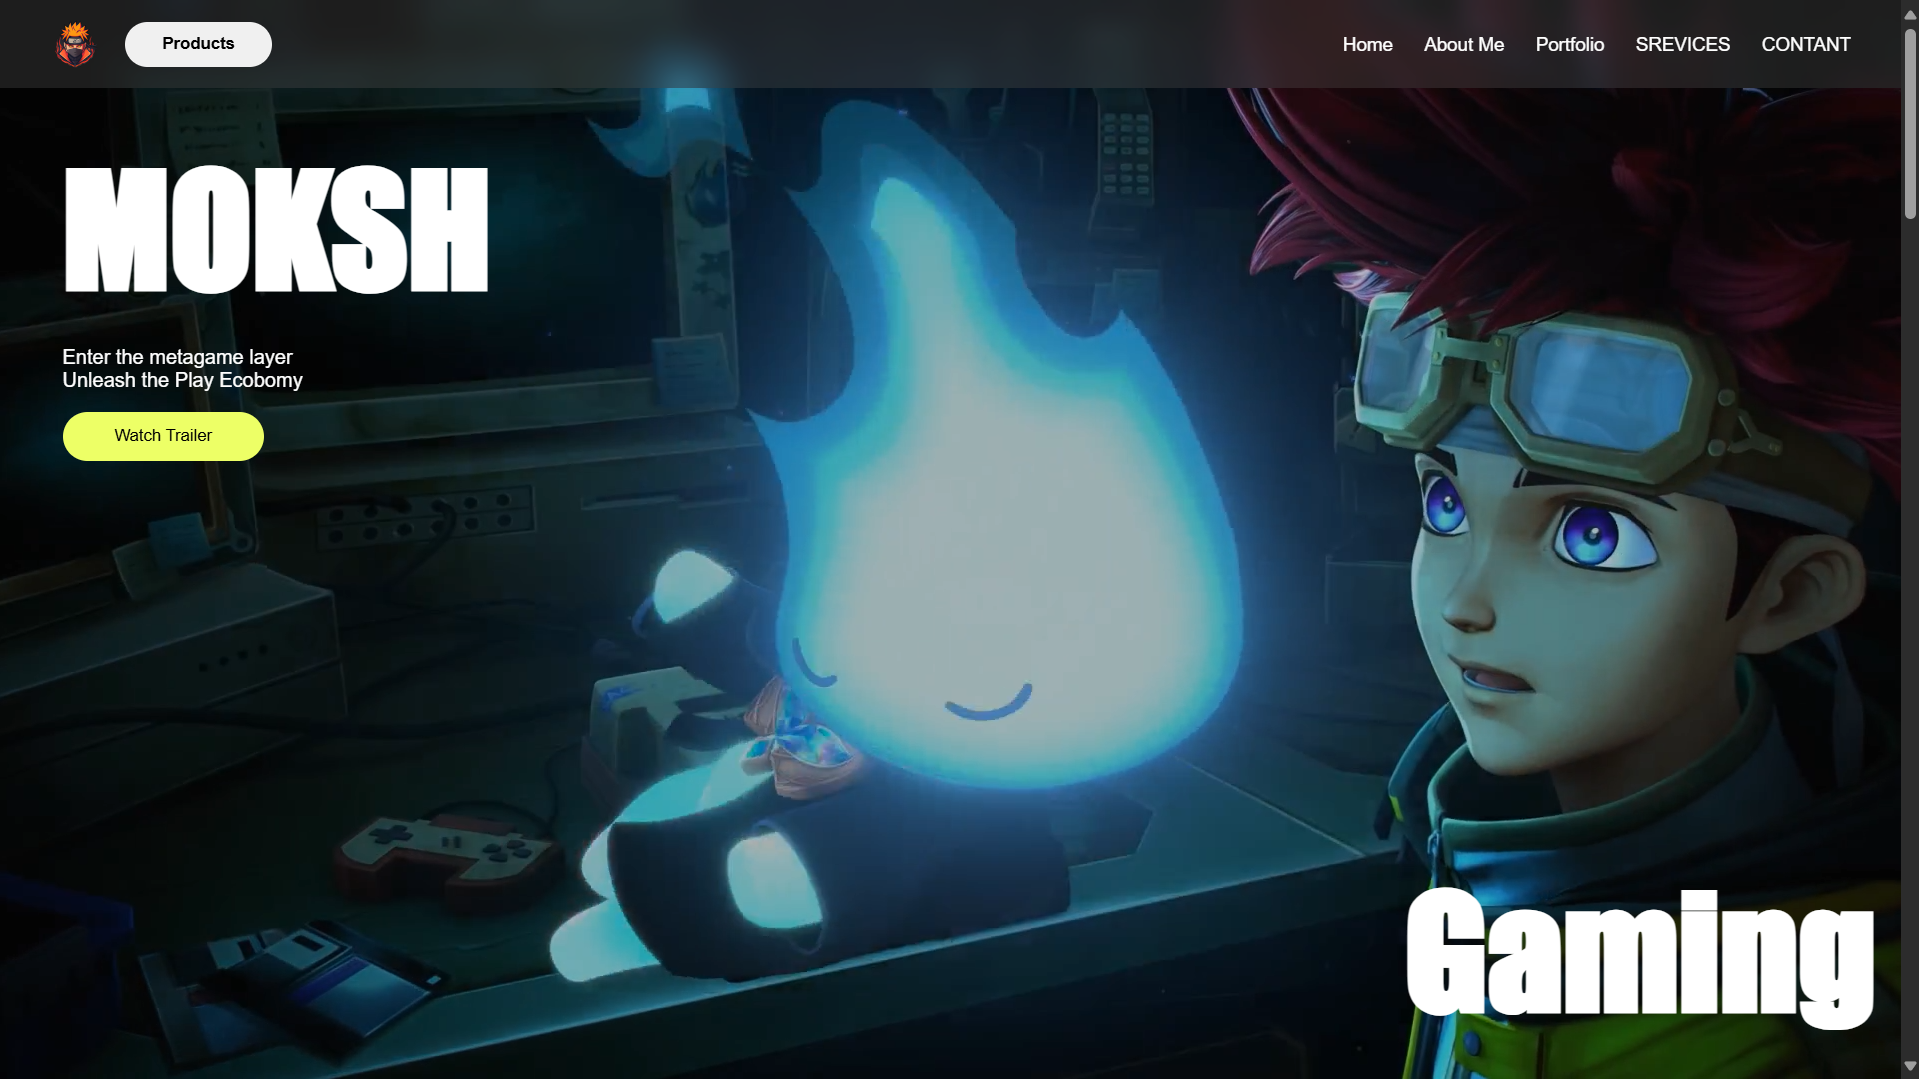 Products
Home
About Me
Portfolio
SREVICES
CONTANT
MOKSH
Enter the metagame layer
Unleash the Play Ecobomy
Watch Trailer
Gaming